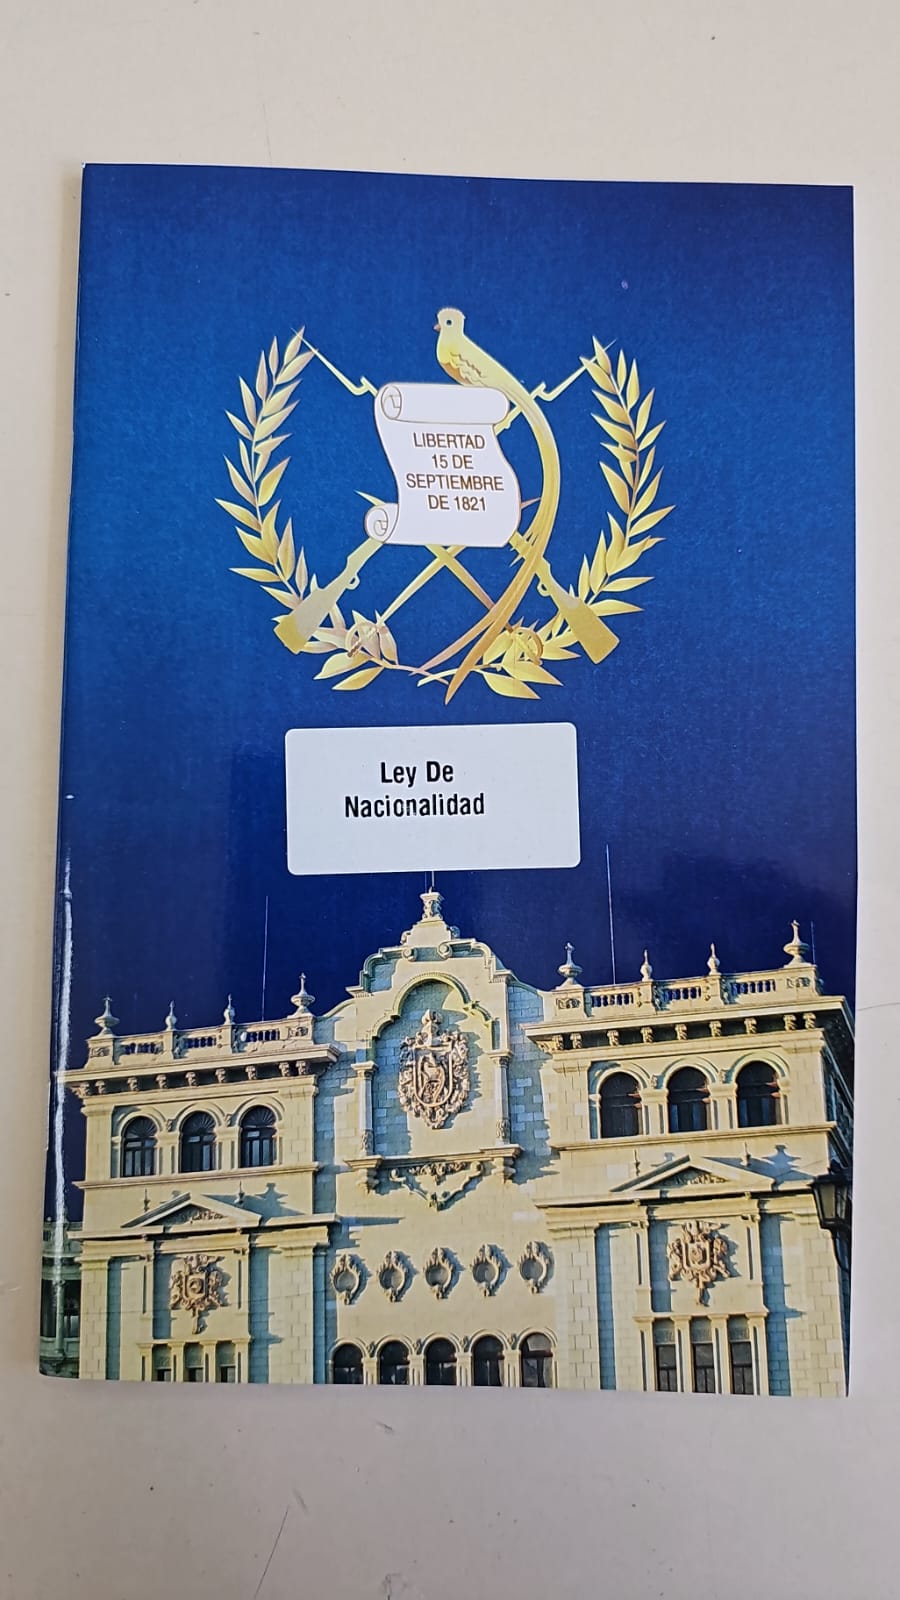 LIBERTAD
15 DE
SEPTIEMBRE
DE 1821
Ley De
Nacionalidad